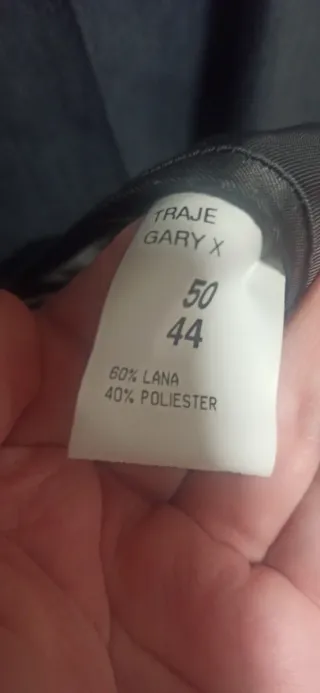 TRAJE
GARY X
50
44
60% LANA
40% POLIESTER